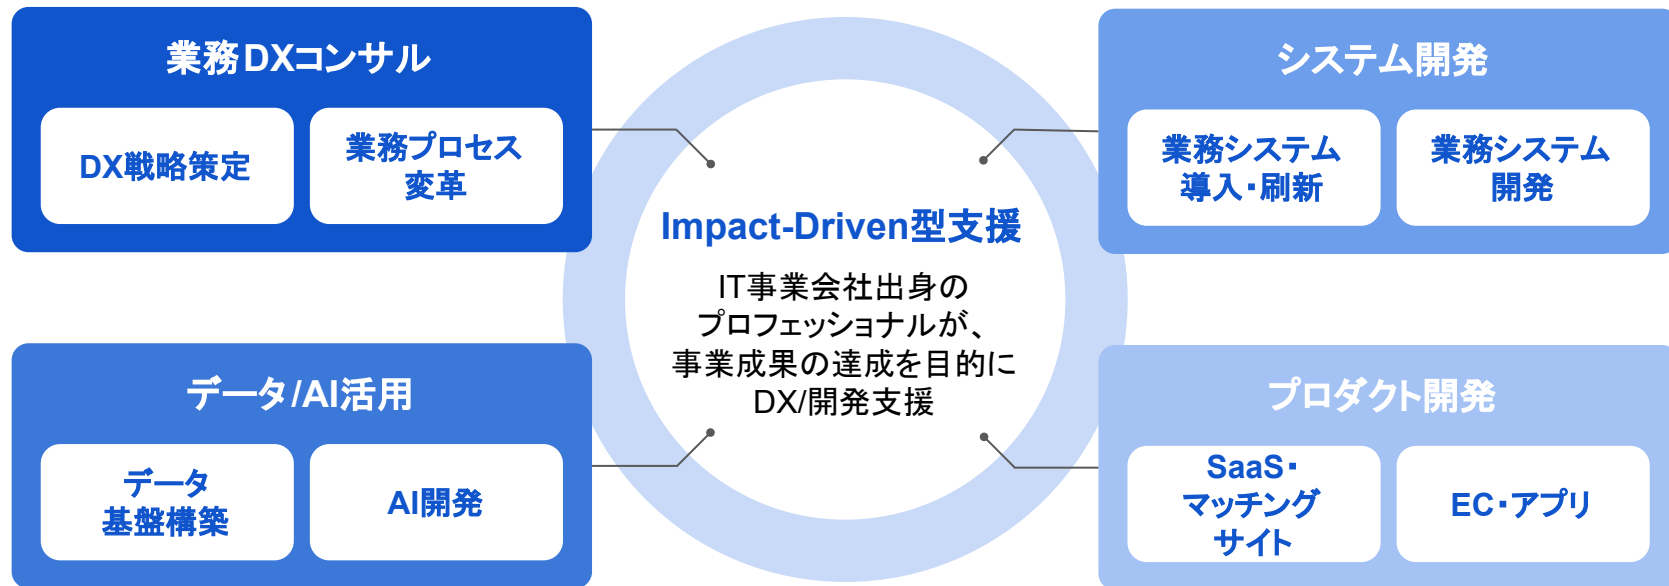 業務DXコンサル
DX戦略策定
業務プロセス
変革
システム開発
業務システム
導入・刷新
業務システム
開発
Impact-Driven型支援
IT事業会社出身の
プロフェッショナルが、
事業成果の達成を目的に
DX/開発支援
データ/AI活用
データ
基盤構築
AI開発
プロダクト開発
SaaS・
マッチング
サイト
EC・アプリ